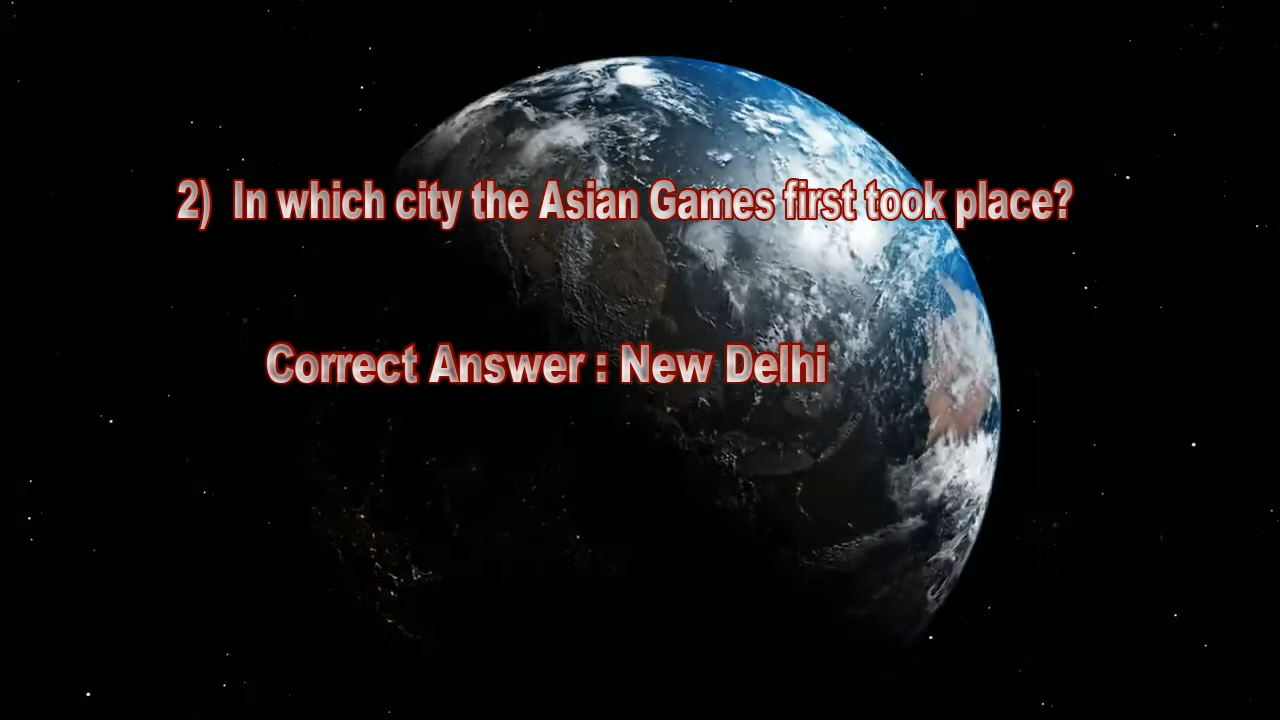 2) In which city the Asian Games first took place?
Correct Answer : New Delhi